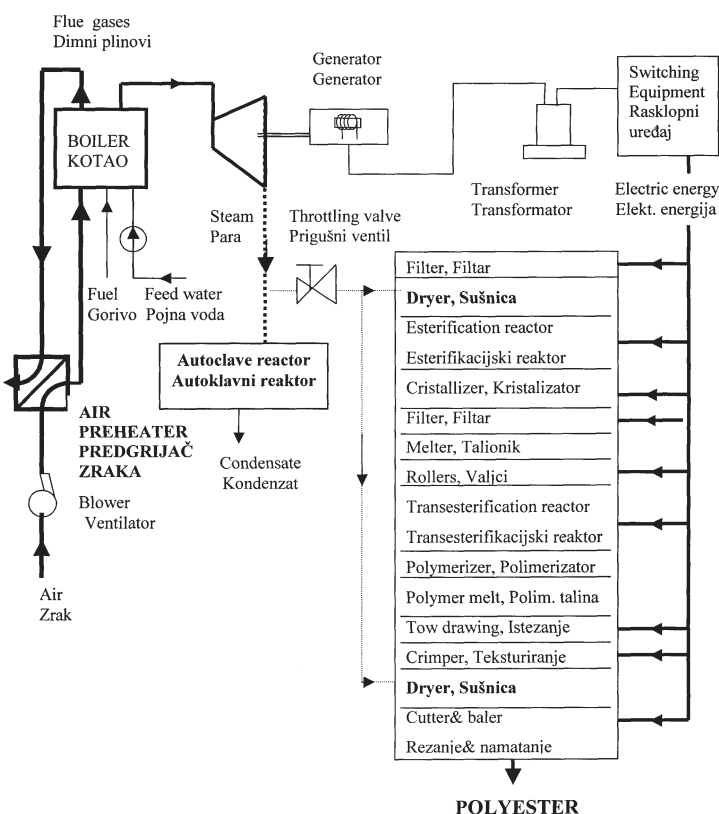 Flue gases
Dimni plinovi
Generator
Generator
Switching
Equipment
Rasklopni
uređaj
BOILER
KOTAO
Transformer
Transformator
Electric energy
Elekt. energija
Steam
Para
Throttling valve
Prigušni ventil
Fuel
Gorivo
Feed water
Pojna voda
Filter, Filtar
Dryer, Sušnica
Esterification reactor
Esterifikacijski reaktor
Autoclave reactor
Autoklavni reaktor
Cristallizer, Kristalizator
Filter, Filtar
AIR
PREHEATER
PREDGRIJAČ
ZRAKA
Condensate
Kondenzat
Melter, Talionik
Rollers, Valjci
Blower
Ventilator
Transesterification reactor
Transesterifikacijski reaktor
Polymerizer, Polimerizator
Air
Zrak
Polymer melt, Polim. talina
Tow drawing, Istezanje
Crimper, Teksturiranje
Dryer, Sušnica
Cutter& baler
Rezanje& namatanje
POLYESTER